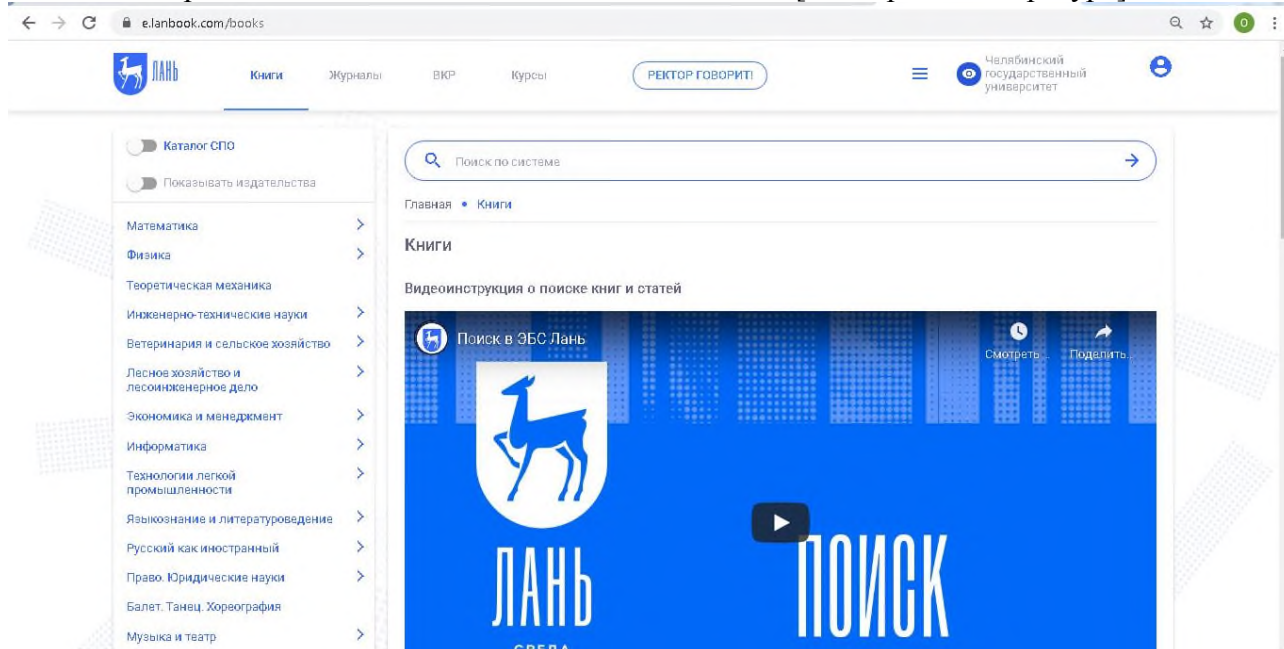 e.lanbook.com/books
О
ЛАНЬ
Книги
Журналы
ВКР
Курсы
РЕКТОР ГОВОРИТ!
Челябинский
государственный
университет
Каталог СПО
Показывать издательства
Математика
Физика
Теоретическая механика
Инженерно-технические науки
Ветеринария и сельское хозяйство
Лесное хозяйство и
лесоинженерное дело
Экономика и менеджмент
Информатика
Технологии легкой
промышленности
Языкознание и литературоведение
Русский как иностранный
Право. Юридические науки
Балет. Танец. Хореография
Музыка и театр
Поиск по системе
Главная • Книги
Книги
Видеоинструкция о поиске книг и статей
Поиск в ЭБС Лань
Смотреть...
Поделить...
ЛАНЬ
СРЕДА
ПОИСК